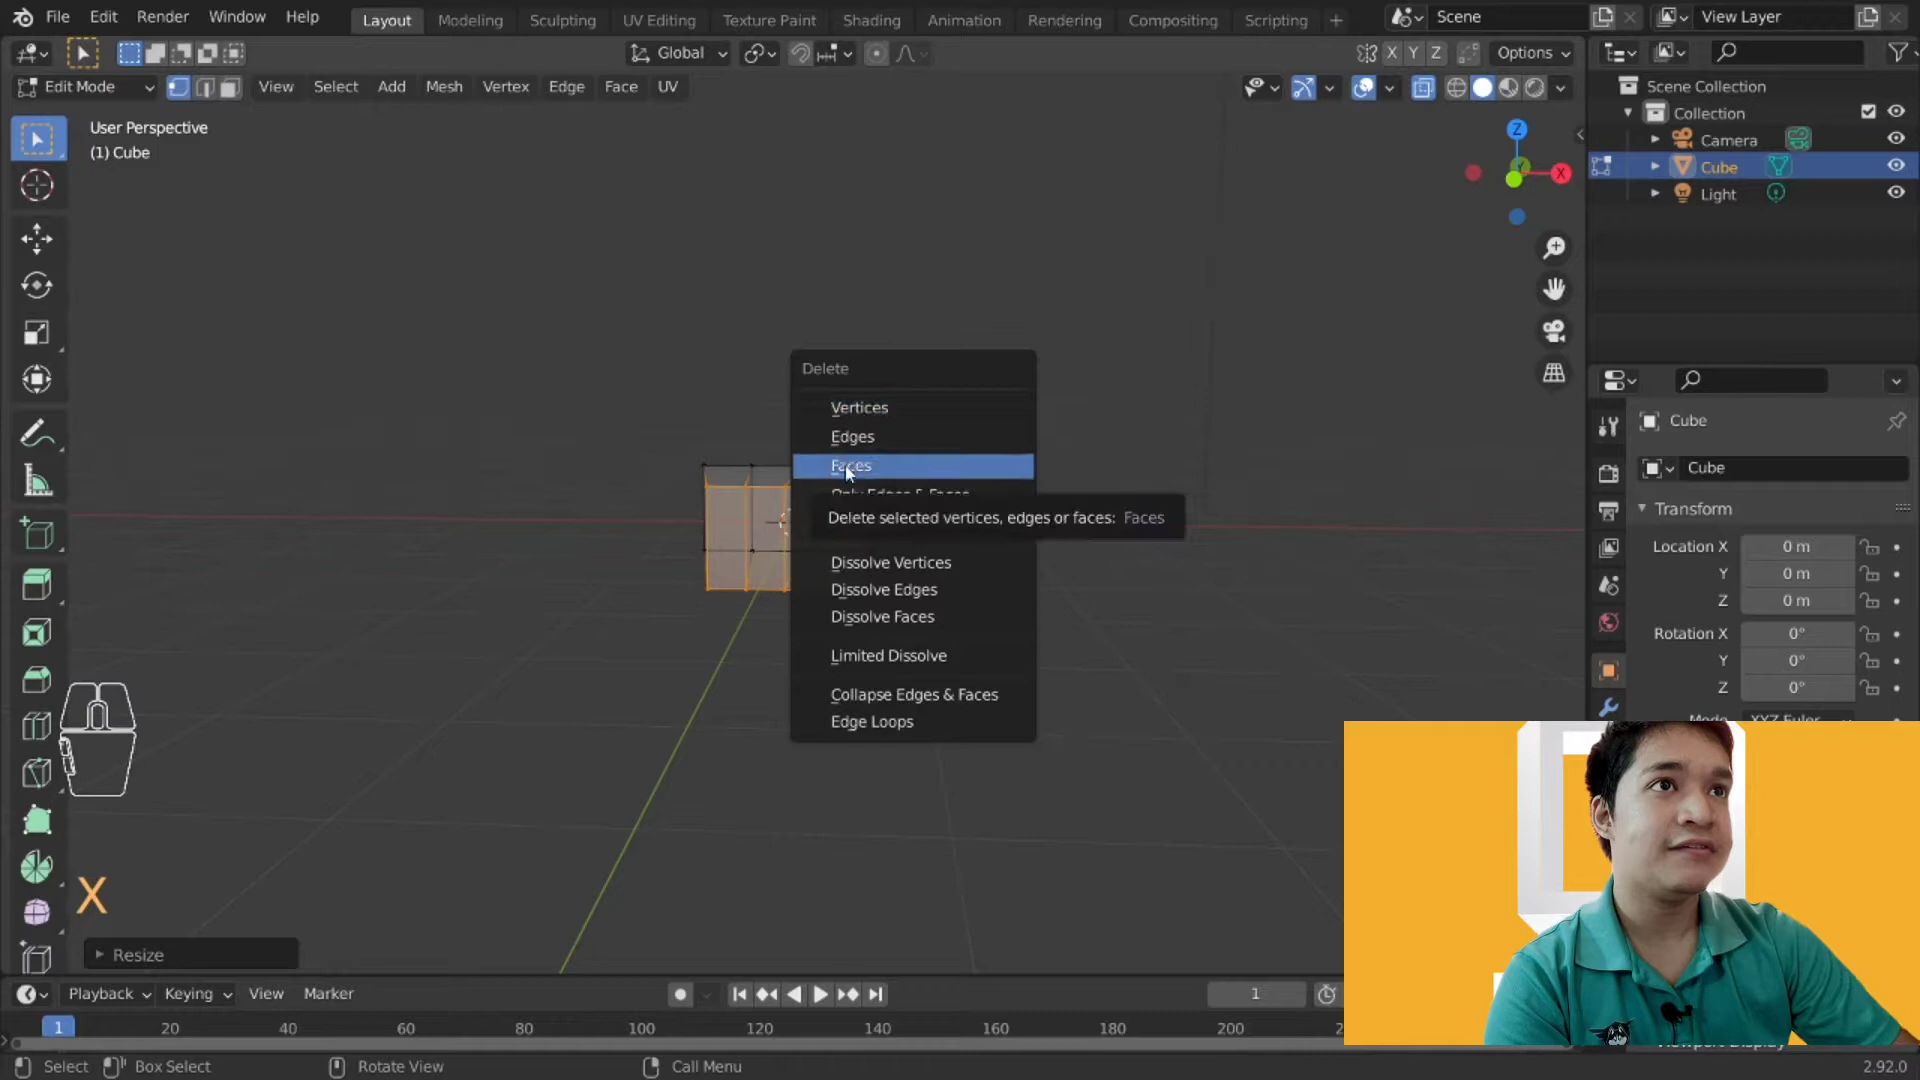 File Edit Render Window Help Layout Modeling Sculpting UV Editing Texture Paint Shading Animation Rendering Compositing Scripting + Scene View Layer
Global X Y Z Options
Edit Mode View Select Add Mesh Vertex Edge Face UV
Scene Collection
Collection
Camera
Cube
Light
User Perspective
(1) Cube
Z
Y
X
Delete
Vertices
Edges
Faces
Only Edges & Faces
Delete selected vertices, edges or faces: Faces
Dissolve Vertices
Dissolve Edges
Dissolve Faces
Limited Dissolve
Collapse Edges & Faces
Edge Loops
Cube
Cube
Transform
Location X 0 m
Y 0 m
Z 0 m
Rotation X 0°
Y 0°
Z 0°
Mode XYZ Euler
X
Resize
Playback Keying View Marker 1
1 20 40 60 80 100 120 140 160 180 200 2
Viewport Display
Select Box Select Rotate View Call Menu 2.92.0